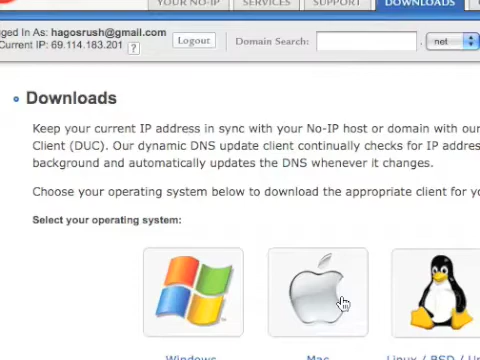 YOUR NO-IP SERVICES SUPPORT DOWNLOADS
ged In As: hagosrush@gmail.com
Current IP: 69.114.183.201 ?
Logout Domain Search: . net
Downloads
Keep your current IP address in sync with your No-IP host or domain with ou
Client (DUC). Our dynamic DNS update client continually checks for IP addres
background and automatically updates the DNS whenever it changes.
Choose your operating system below to download the appropriate client for yo
Select your operating system:
Windows Mac Linux / BSD / U